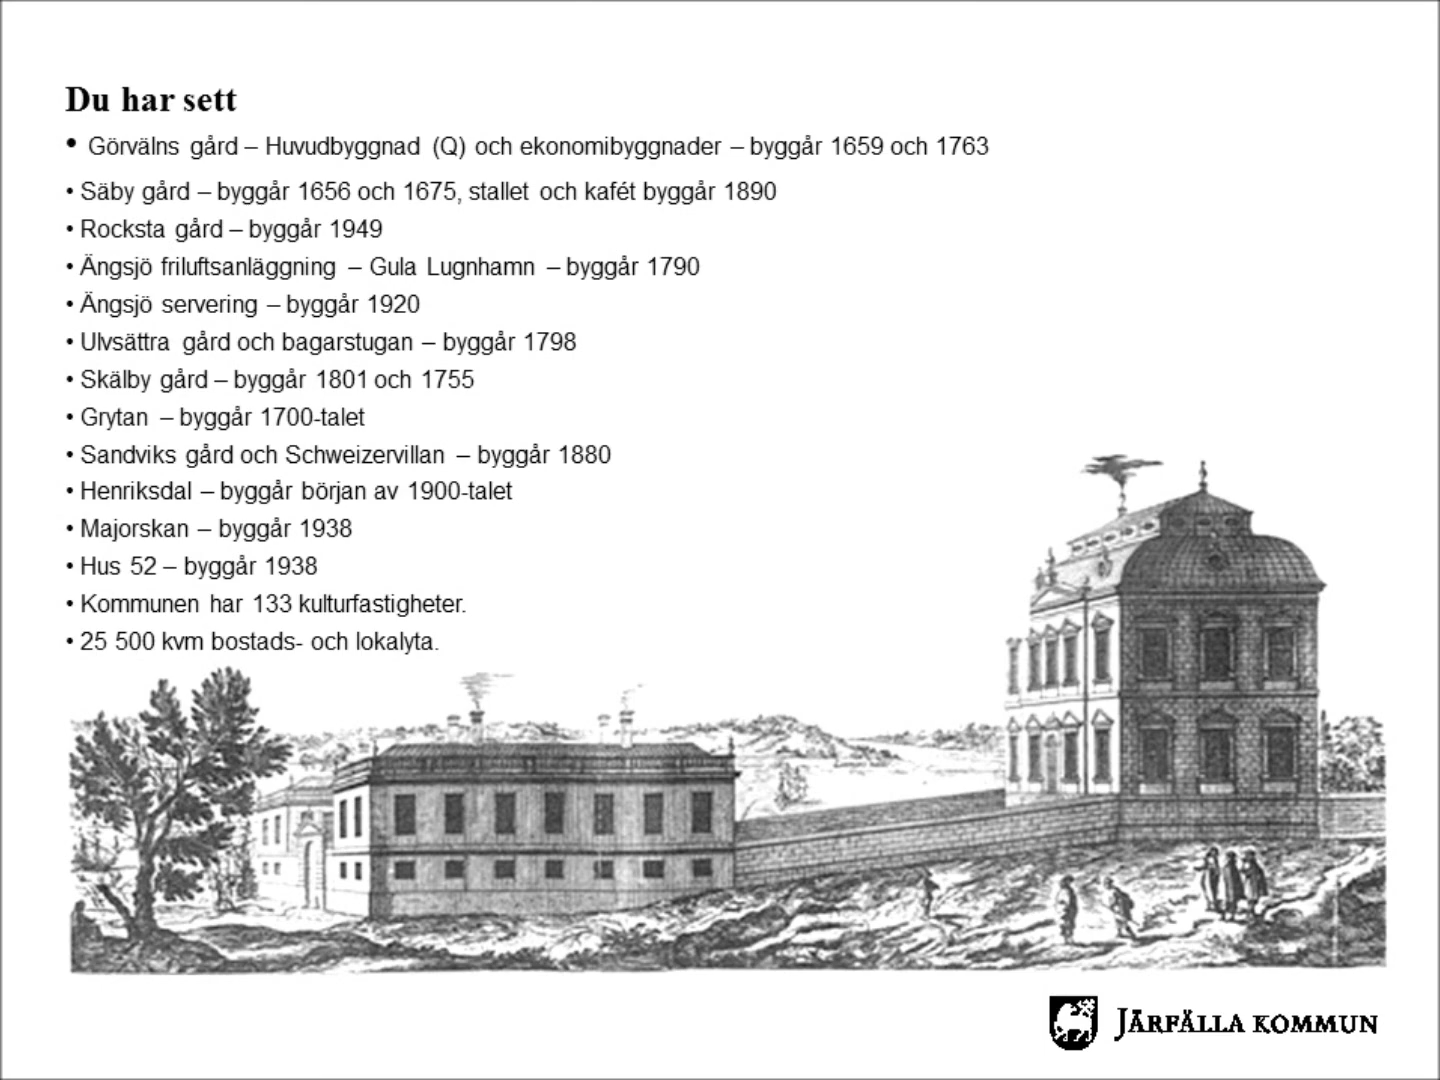 Du har sett
• Görvälns gård – Huvudbyggnad (Q) och ekonomibyggnader – byggår 1659 och 1763
• Säby gård – byggår 1656 och 1675, stallet och kafét byggår 1890
• Rocksta gård – byggår 1949
• Ängsjö friluftsanläggning – Gula Lugnhamn – byggår 1790
• Ängsjö servering – byggår 1920
• Ulvsättra gård och bagarstugan – byggår 1798
• Skälby gård – byggår 1801 och 1755
• Grytan – byggår 1700-talet
• Sandviks gård och Schweizervillan – byggår 1880
• Henriksdal – byggår början av 1900-talet
• Majorskan – byggår 1938
• Hus 52 – byggår 1938
• Kommunen har 133 kulturfastigheter.
• 25 500 kvm bostads- och lokalyta.
JÄRFÄLLA KOMMUN